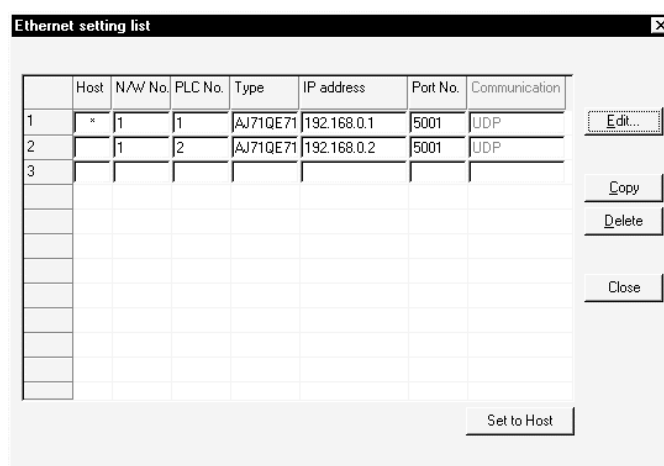 Ethernet setting list
Host N/W No. PLC No. Type IP address Port No. Communication
1 * 1 1 AJ71QE71 192.168.0.1 5001 UDP
2 1 2 AJ71QE71 192.168.0.2 5001 UDP
3
Edit...
Copy
Delete
Close
Set to Host